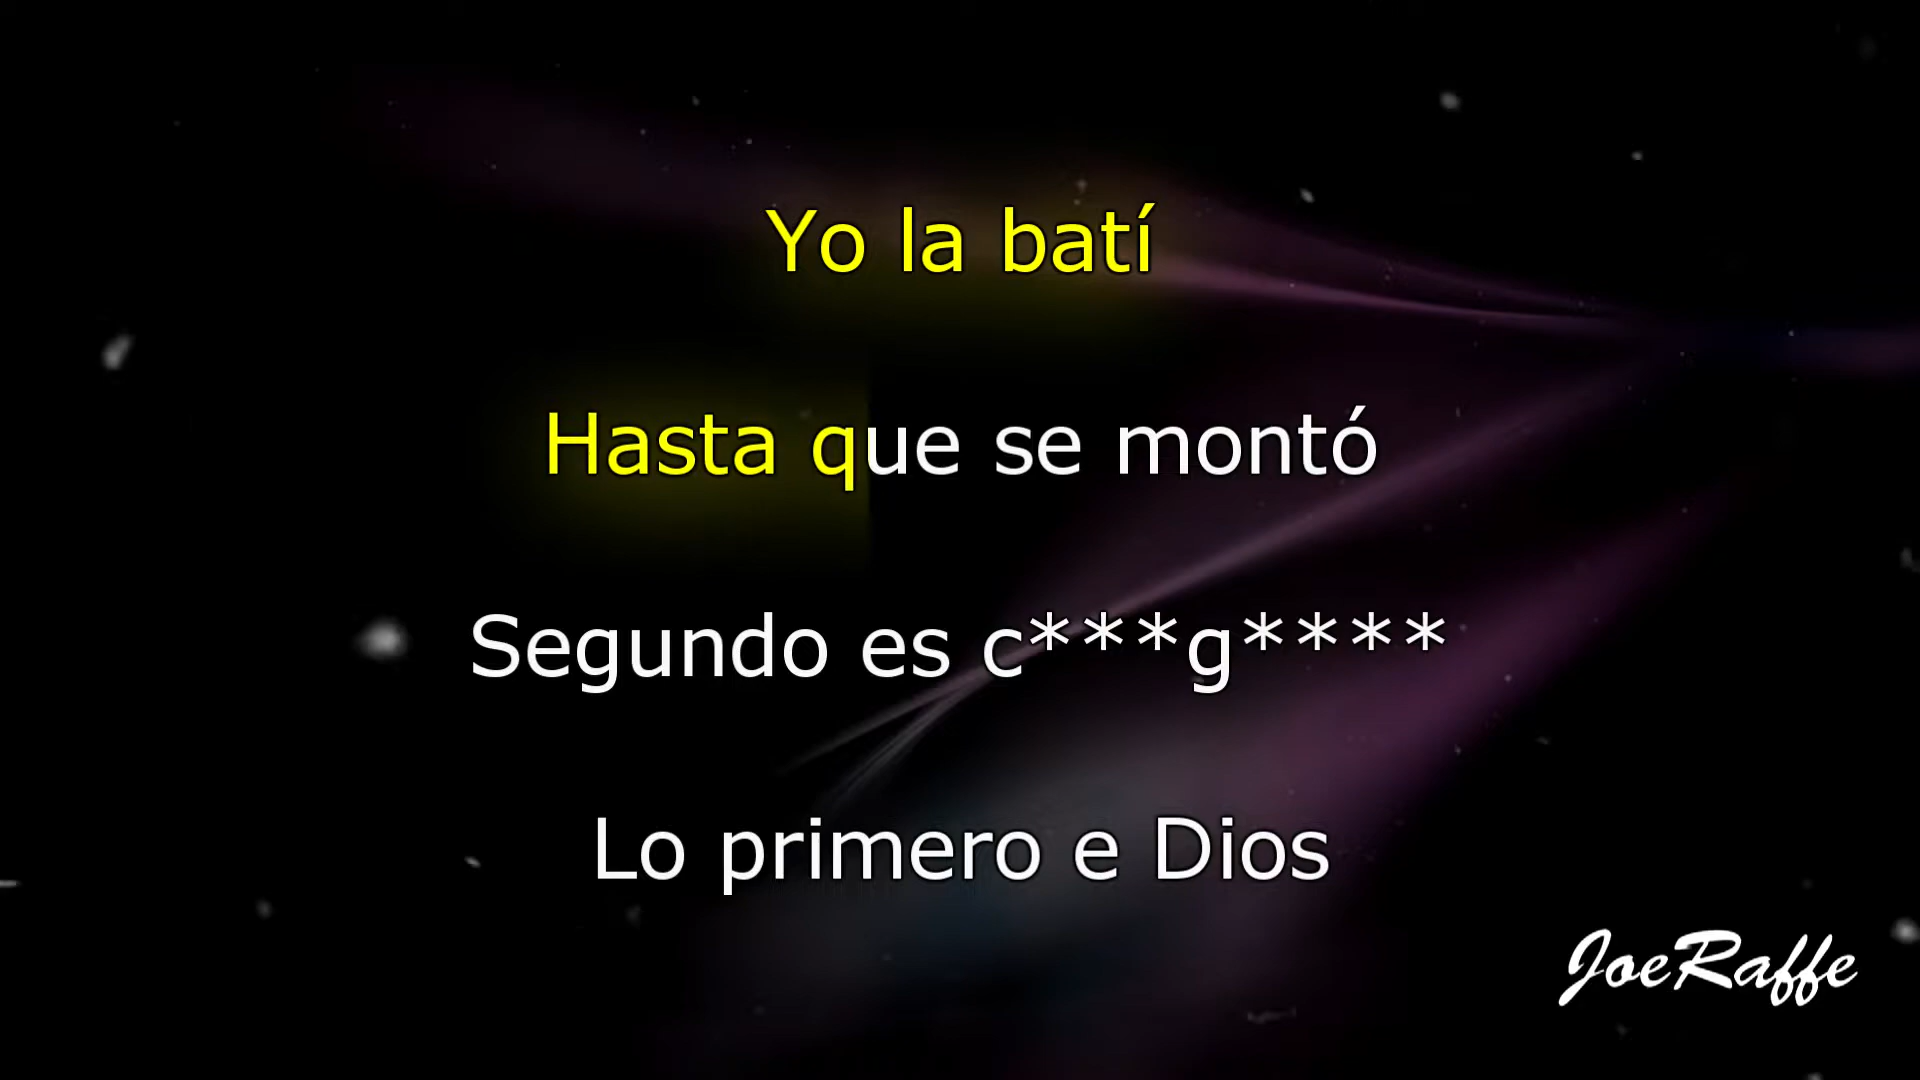 Yo la batí
Hasta que se montó
Segundo es c***g****
Lo primero e Dios
JoeRaffe